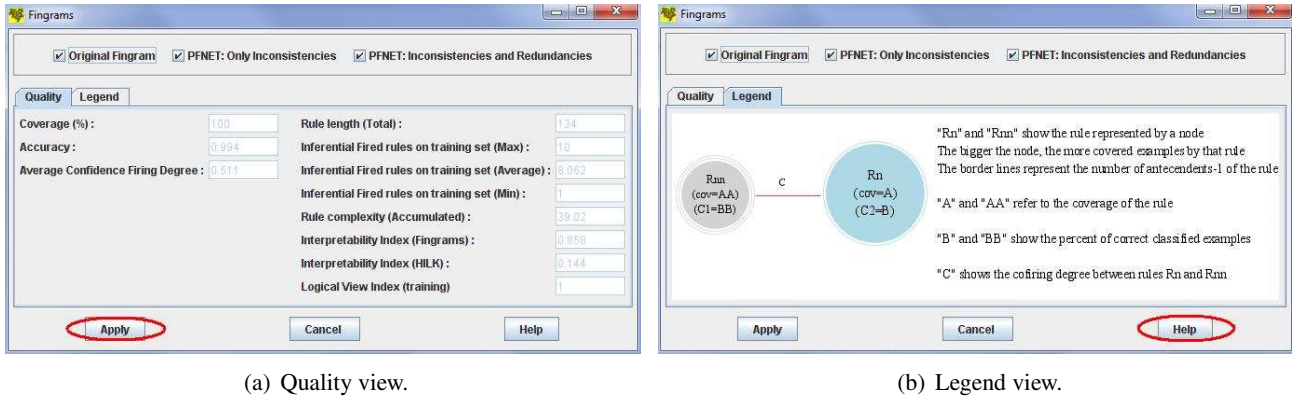 Fingrams
Original Fingram PFNET: Only Inconsistencies PFNET: Inconsistencies and Redundancies
Quality Legend
Coverage (%) : 100
Accuracy : 0.994
Average Confidence Firing Degree : 0.511
Rule length (Total) : 134
Inferential Fired rules on training set (Max) : 10
Inferential Fired rules on training set (Average) : 8.062
Inferential Fired rules on training set (Min) : 1
Rule complexity (Accumulated) : 39.02
Interpretability Index (Fingrams) : 0.858
Interpretability Index (HILK) : 0.144
Logical View Index (training) 1
Apply Cancel Help
(a) Quality view.
Fingrams
Original Fingram PFNET: Only Inconsistencies PFNET: Inconsistencies and Redundancies
Quality Legend
Rnn
(cov=AA)
(C1=BB)
C
Rn
(cov=A)
(C2=B)
"Rn" and "Rnn" show the rule represented by a node
The bigger the node, the more covered examples by that rule
The border lines represent the number of antecendents-1 of the rule
"A" and "AA" refer to the coverage of the rule
"B" and "BB" show the percent of correct classified examples
"C" shows the cofiring degree between rules Rn and Rnn
Apply Cancel Help
(b) Legend view.